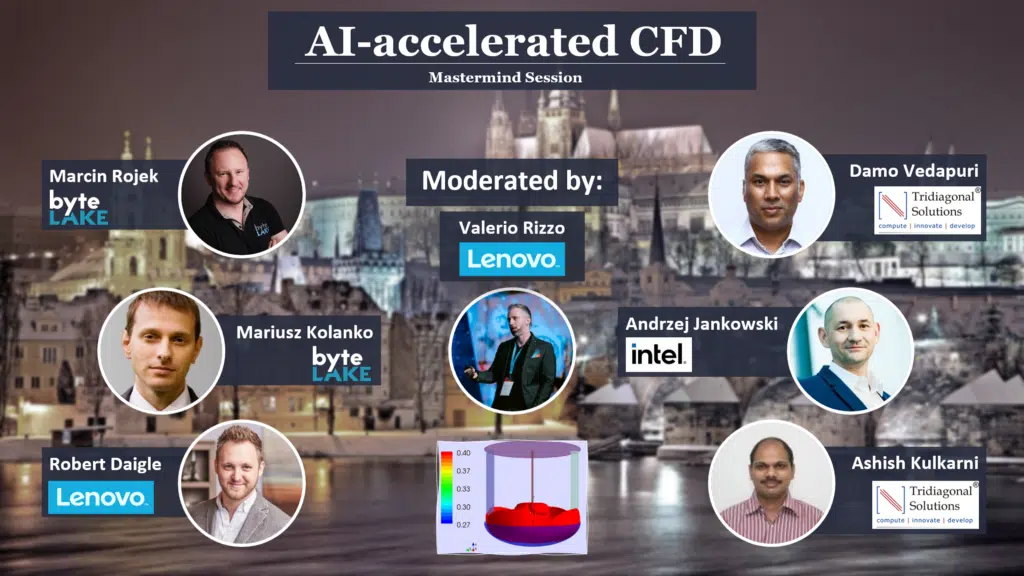 AI-accelerated CFD
Mastermind Session
Marcin Rojek
byte
LAKE
Moderated by:
Valerio Rizzo
Lenovo
Damo Vedapuri
Tridiagonal
Solutions
compute | innovate | develop
Mariusz Kolanko
byte
LAKE
Andrzej Jankowski
intel.
Robert Daigle
Lenovo
0.40
0.37
0.33
0.30
0.27
Ashish Kulkarni
Tridiagonal
Solutions
compute | innovate | develop